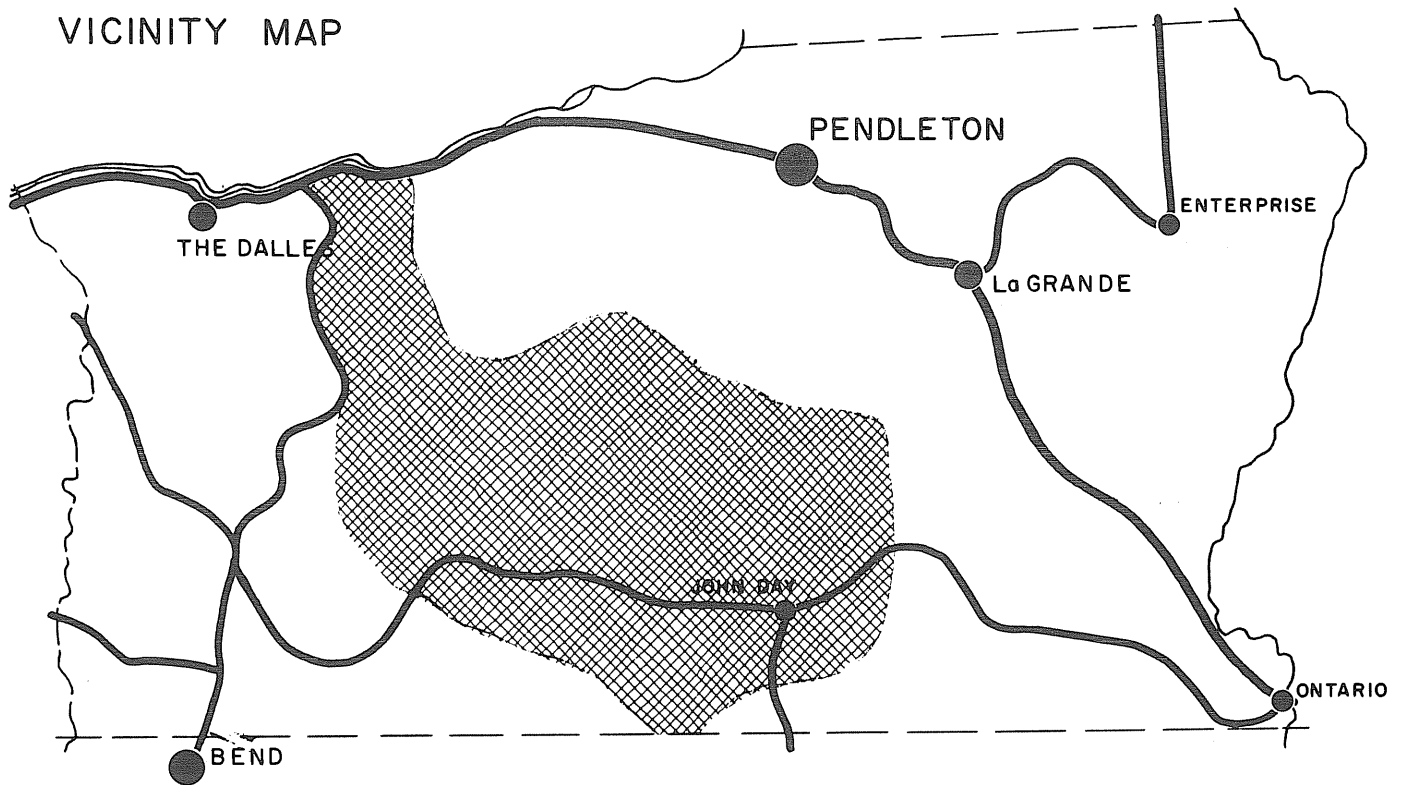 VICINITY MAP
PENDLETON
ENTERPRISE
THE DALLES
La GRANDE
JOHN DAY
ONTARIO
BEND